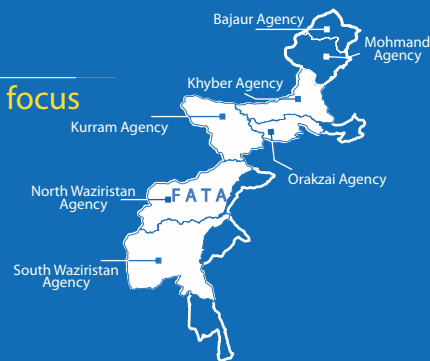 Bajaur Agency
Mohmand
Agency
Khyber Agency
focus
Kurram Agency
Orakzai Agency
North Waziristan
Agency
FATA
South Waziristan
Agency